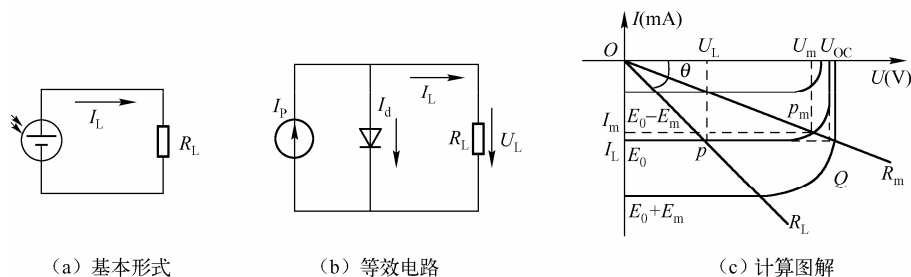 I_L
R_L
(a) 基本形式
I_P
I_d
I_L
R_L
U_L
(b) 等效电路
I(mA)
O
U_L
U_m
U_OC
U(V)
θ
I_m
E_0−E_m
p_m
I_L
E_0
p
Q
R_m
E_0+E_m
R_L
(c) 计算图解